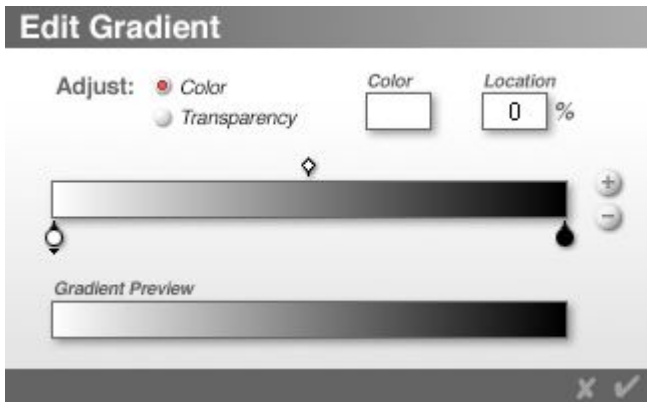 Edit Gradient
Adjust: Color Color Location
Transparency 0 %
Gradient Preview